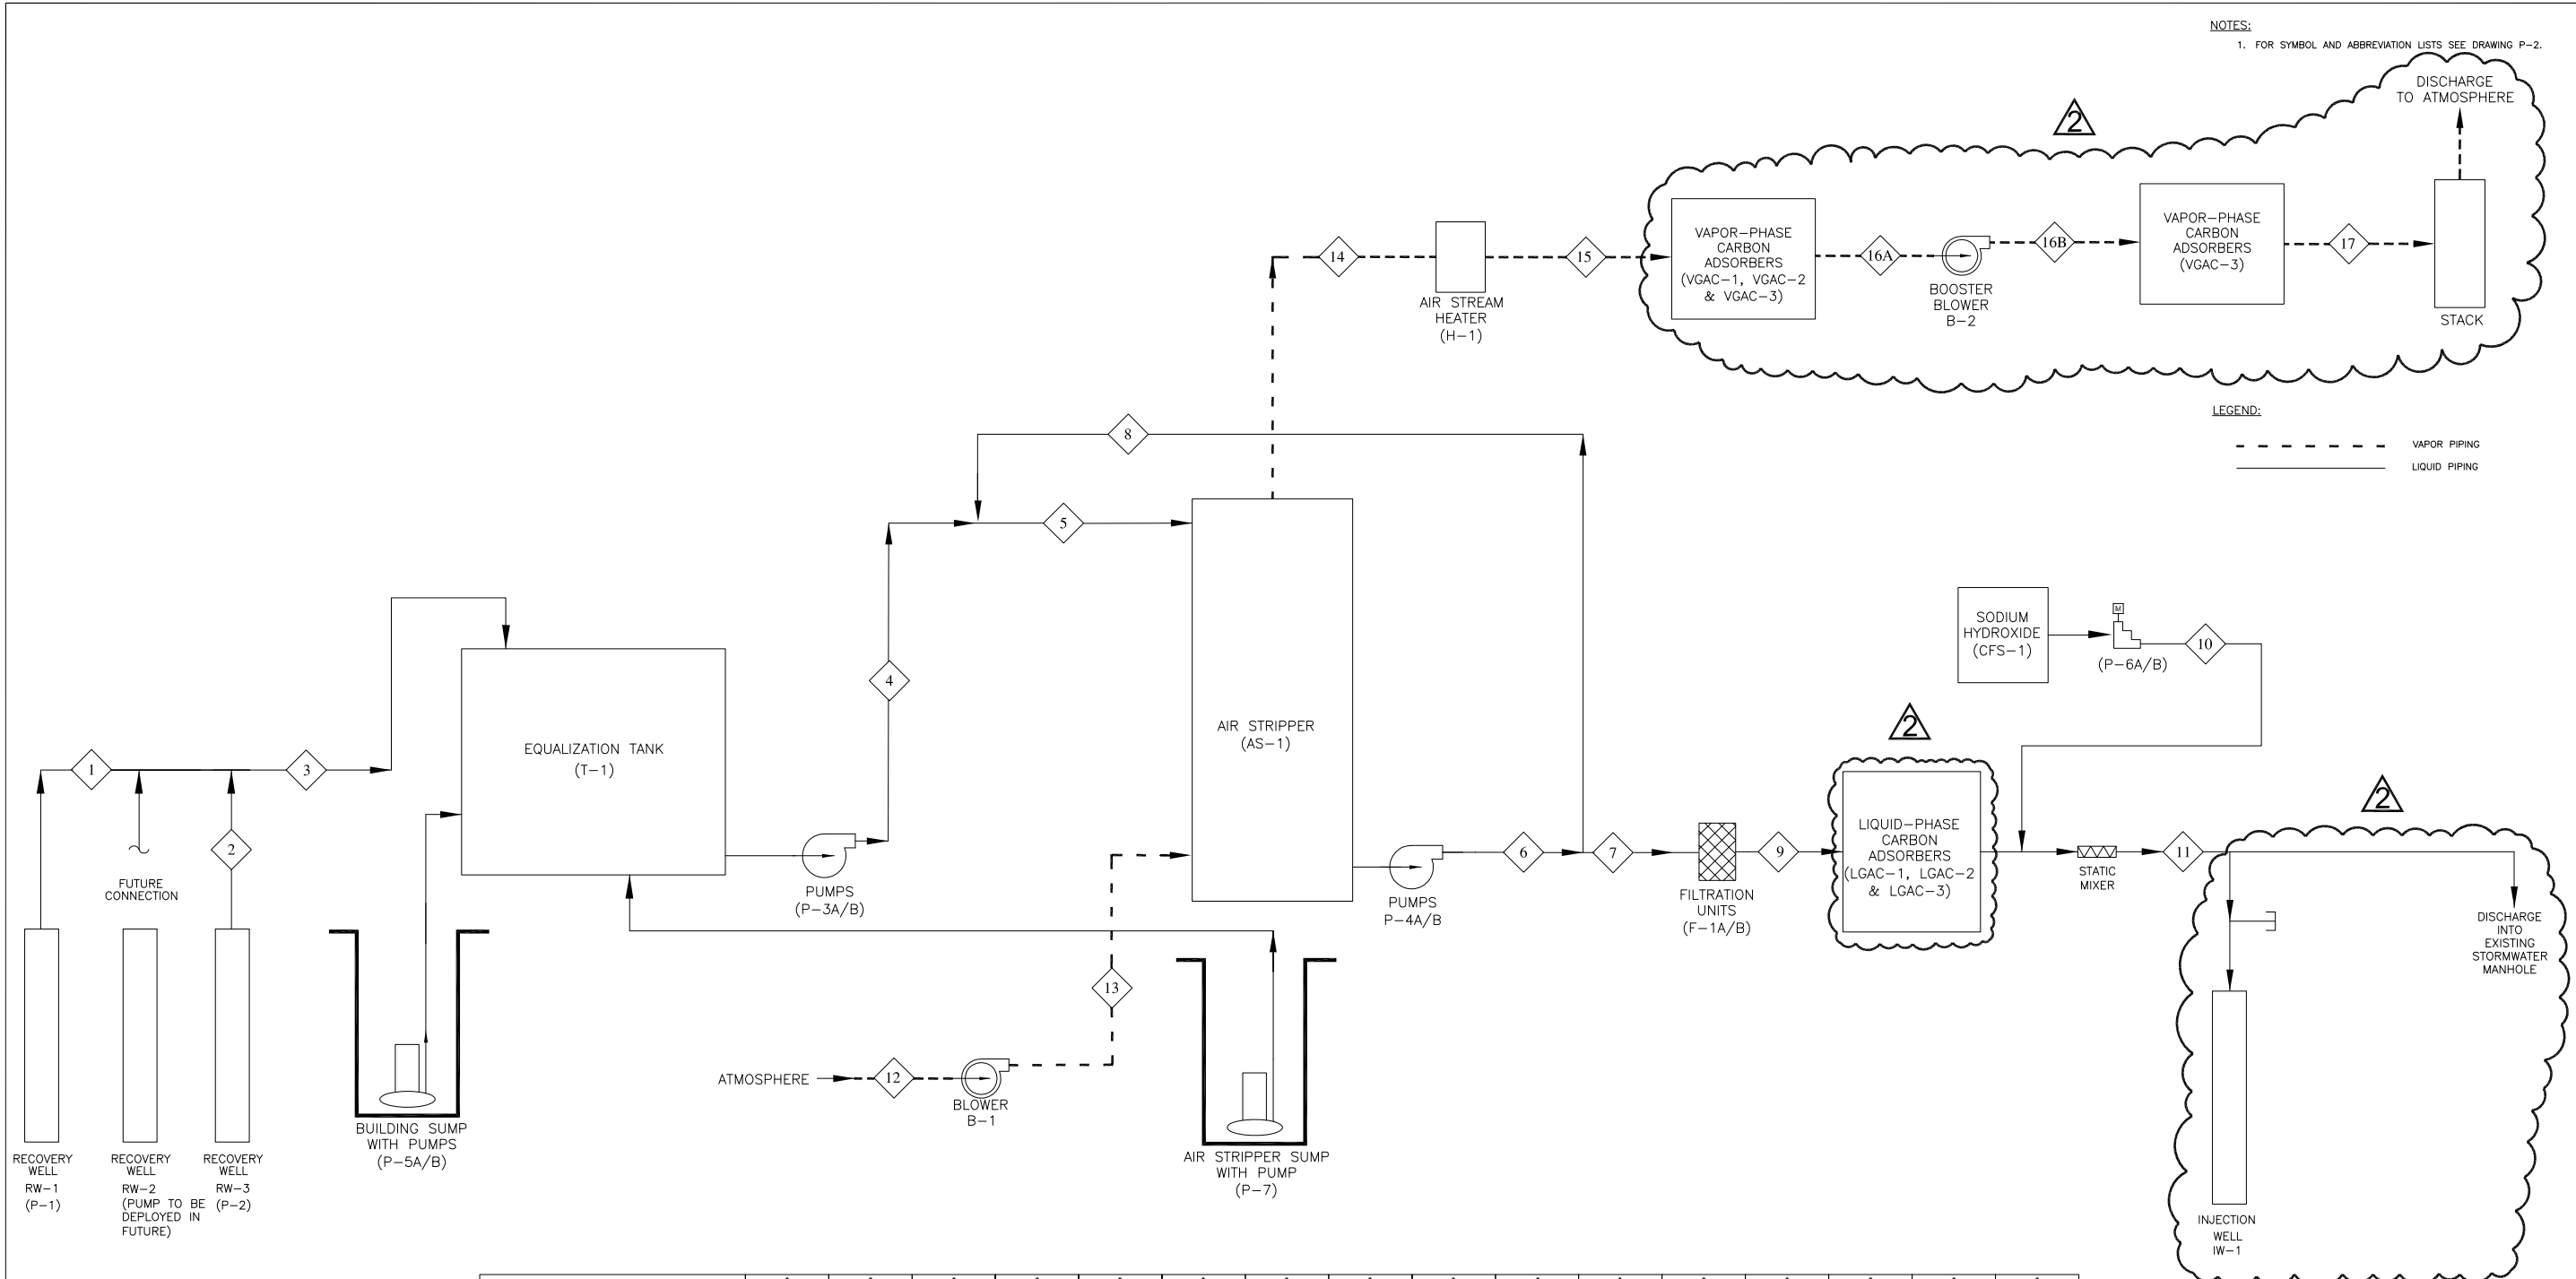 NOTES:
1. FOR SYMBOL AND ABBREVIATION LISTS SEE DRAWING P-2.
DISCHARGE
TO ATMOSPHERE
2
VAPOR-PHASE
CARBON
ADSORBERS
(VGAC-1, VGAC-2
& VGAC-3)
16A
BOOSTER
BLOWER
B-2
16B
VAPOR-PHASE
CARBON
ADSORBERS
(VGAC-3)
17
STACK
14
AIR STREAM
HEATER
(H-1)
15
LEGEND:
VAPOR PIPING
LIQUID PIPING
8
5
4
AIR STRIPPER
(AS-1)
EQUALIZATION TANK
(T-1)
1
3
2
FUTURE
CONNECTION
PUMPS
(P-3A/B)
PUMPS
P-4A/B
6
7
FILTRATION
UNITS
(F-1A/B)
9
SODIUM
HYDROXIDE
(CFS-1)
M
(P-6A/B)
10
2
LIQUID-PHASE
CARBON
ADSORBERS
(LGAC-1, LGAC-2
& LGAC-3)
STATIC
MIXER
11
2
DISCHARGE
INTO
EXISTING
STORMWATER
MANHOLE
INJECTION
WELL
IW-1
13
ATMOSPHERE
12
BLOWER
B-1
AIR STRIPPER SUMP
WITH PUMP
(P-7)
BUILDING SUMP
WITH PUMPS
(P-5A/B)
RECOVERY
WELL
RW-1
(P-1)
RECOVERY
WELL
RW-2
(PUMP TO BE
DEPLOYED IN
FUTURE)
RECOVERY
WELL
RW-3
(P-2)